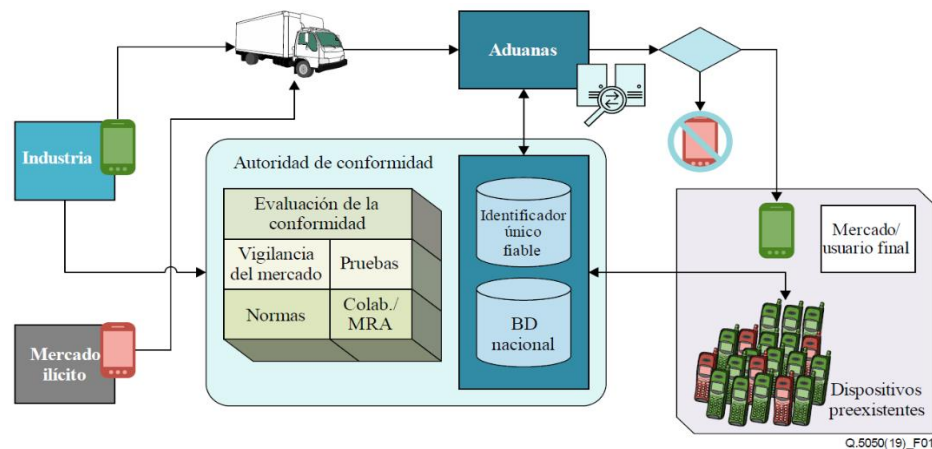 Aduanas
Industria
Autoridad de conformidad
Evaluación de la
conformidad
Vigilancia
del mercado
Pruebas
Normas
Colab./
MRA
Identificador
único
fiable
BD
nacional
Mercado/
usuario final
Mercado
ilícito
Dispositivos
preexistentes
Q.5050(19)_F01